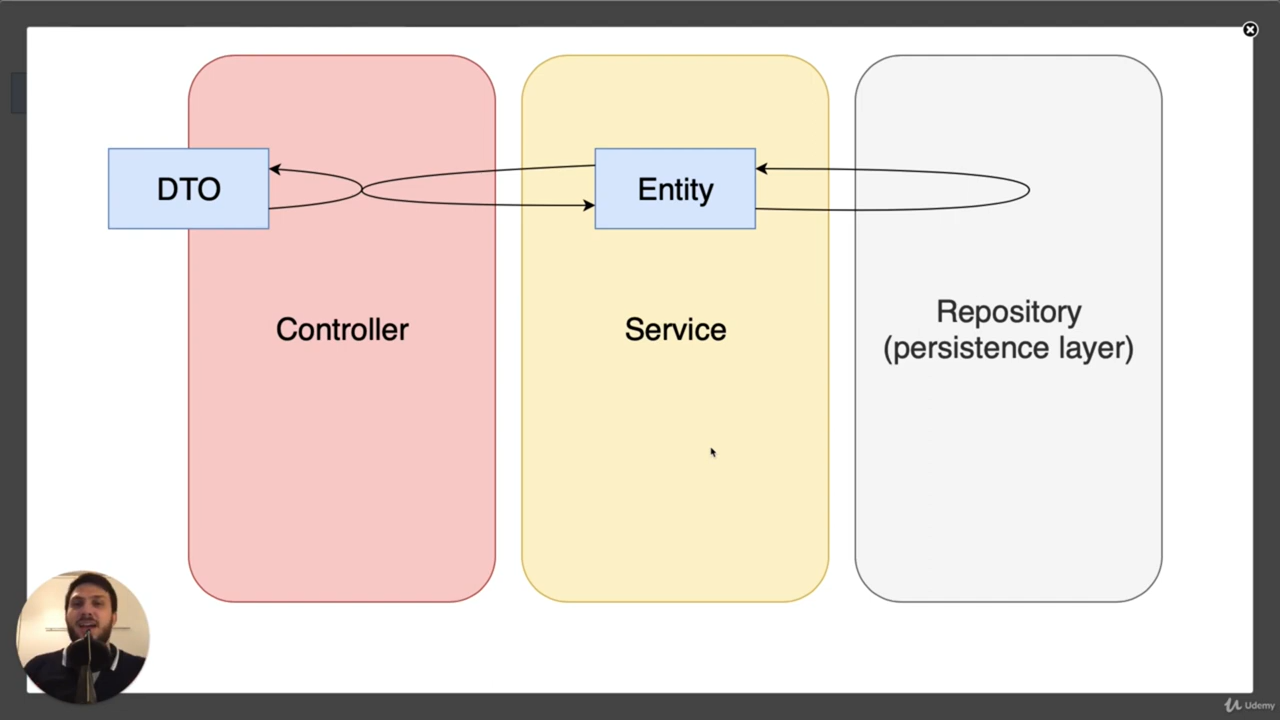 DTO
Entity
Controller
Service
Repository
(persistence layer)
Udemy